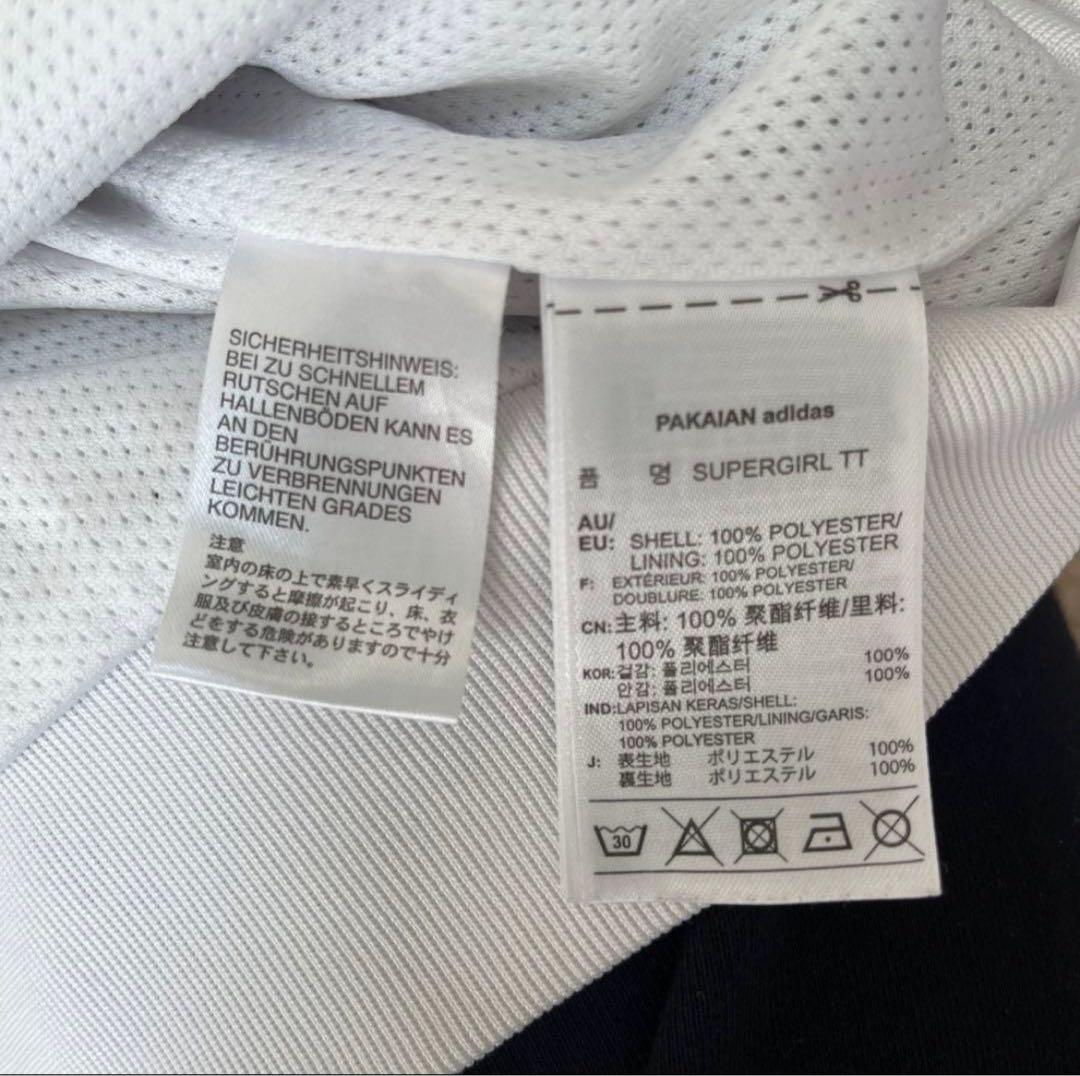 SICHERHEITSHINWEIS:
BEI ZU SCHNELLEM
RUTSCHEN AUF
HALLENBÖDEN KANN ES
AN DEN
BERÜHRUNGSPUNKTEN
ZU VERBRENNUNGEN
LEICHTEN GRADES
KOMMEN.
注意
室内の床の上で素早くスライディ
ングすると摩擦が起こり、床、衣
服及び皮膚の接するところでやけ
どをする危険がありますので十分
注意して下さい。
PAKAIAN adidas
품 명 SUPERGIRL TT
AU/
EU: SHELL: 100% POLYESTER/
LINING: 100% POLYESTER
F: EXTÉRIEUR: 100% POLYESTER/
DOUBLURE: 100% POLYESTER
CN: 主料: 100% 聚酯纤维/里料:
100% 聚酯纤维
KOR: 겉감: 폴리에스터 100%
안감: 폴리에스터 100%
IND: LAPISAN KERAS/SHELL:
100% POLYESTER/LINING/GARIS:
100% POLYESTER
J: 表生地 ポリエステル 100%
裏生地 ポリエステル 100%
30